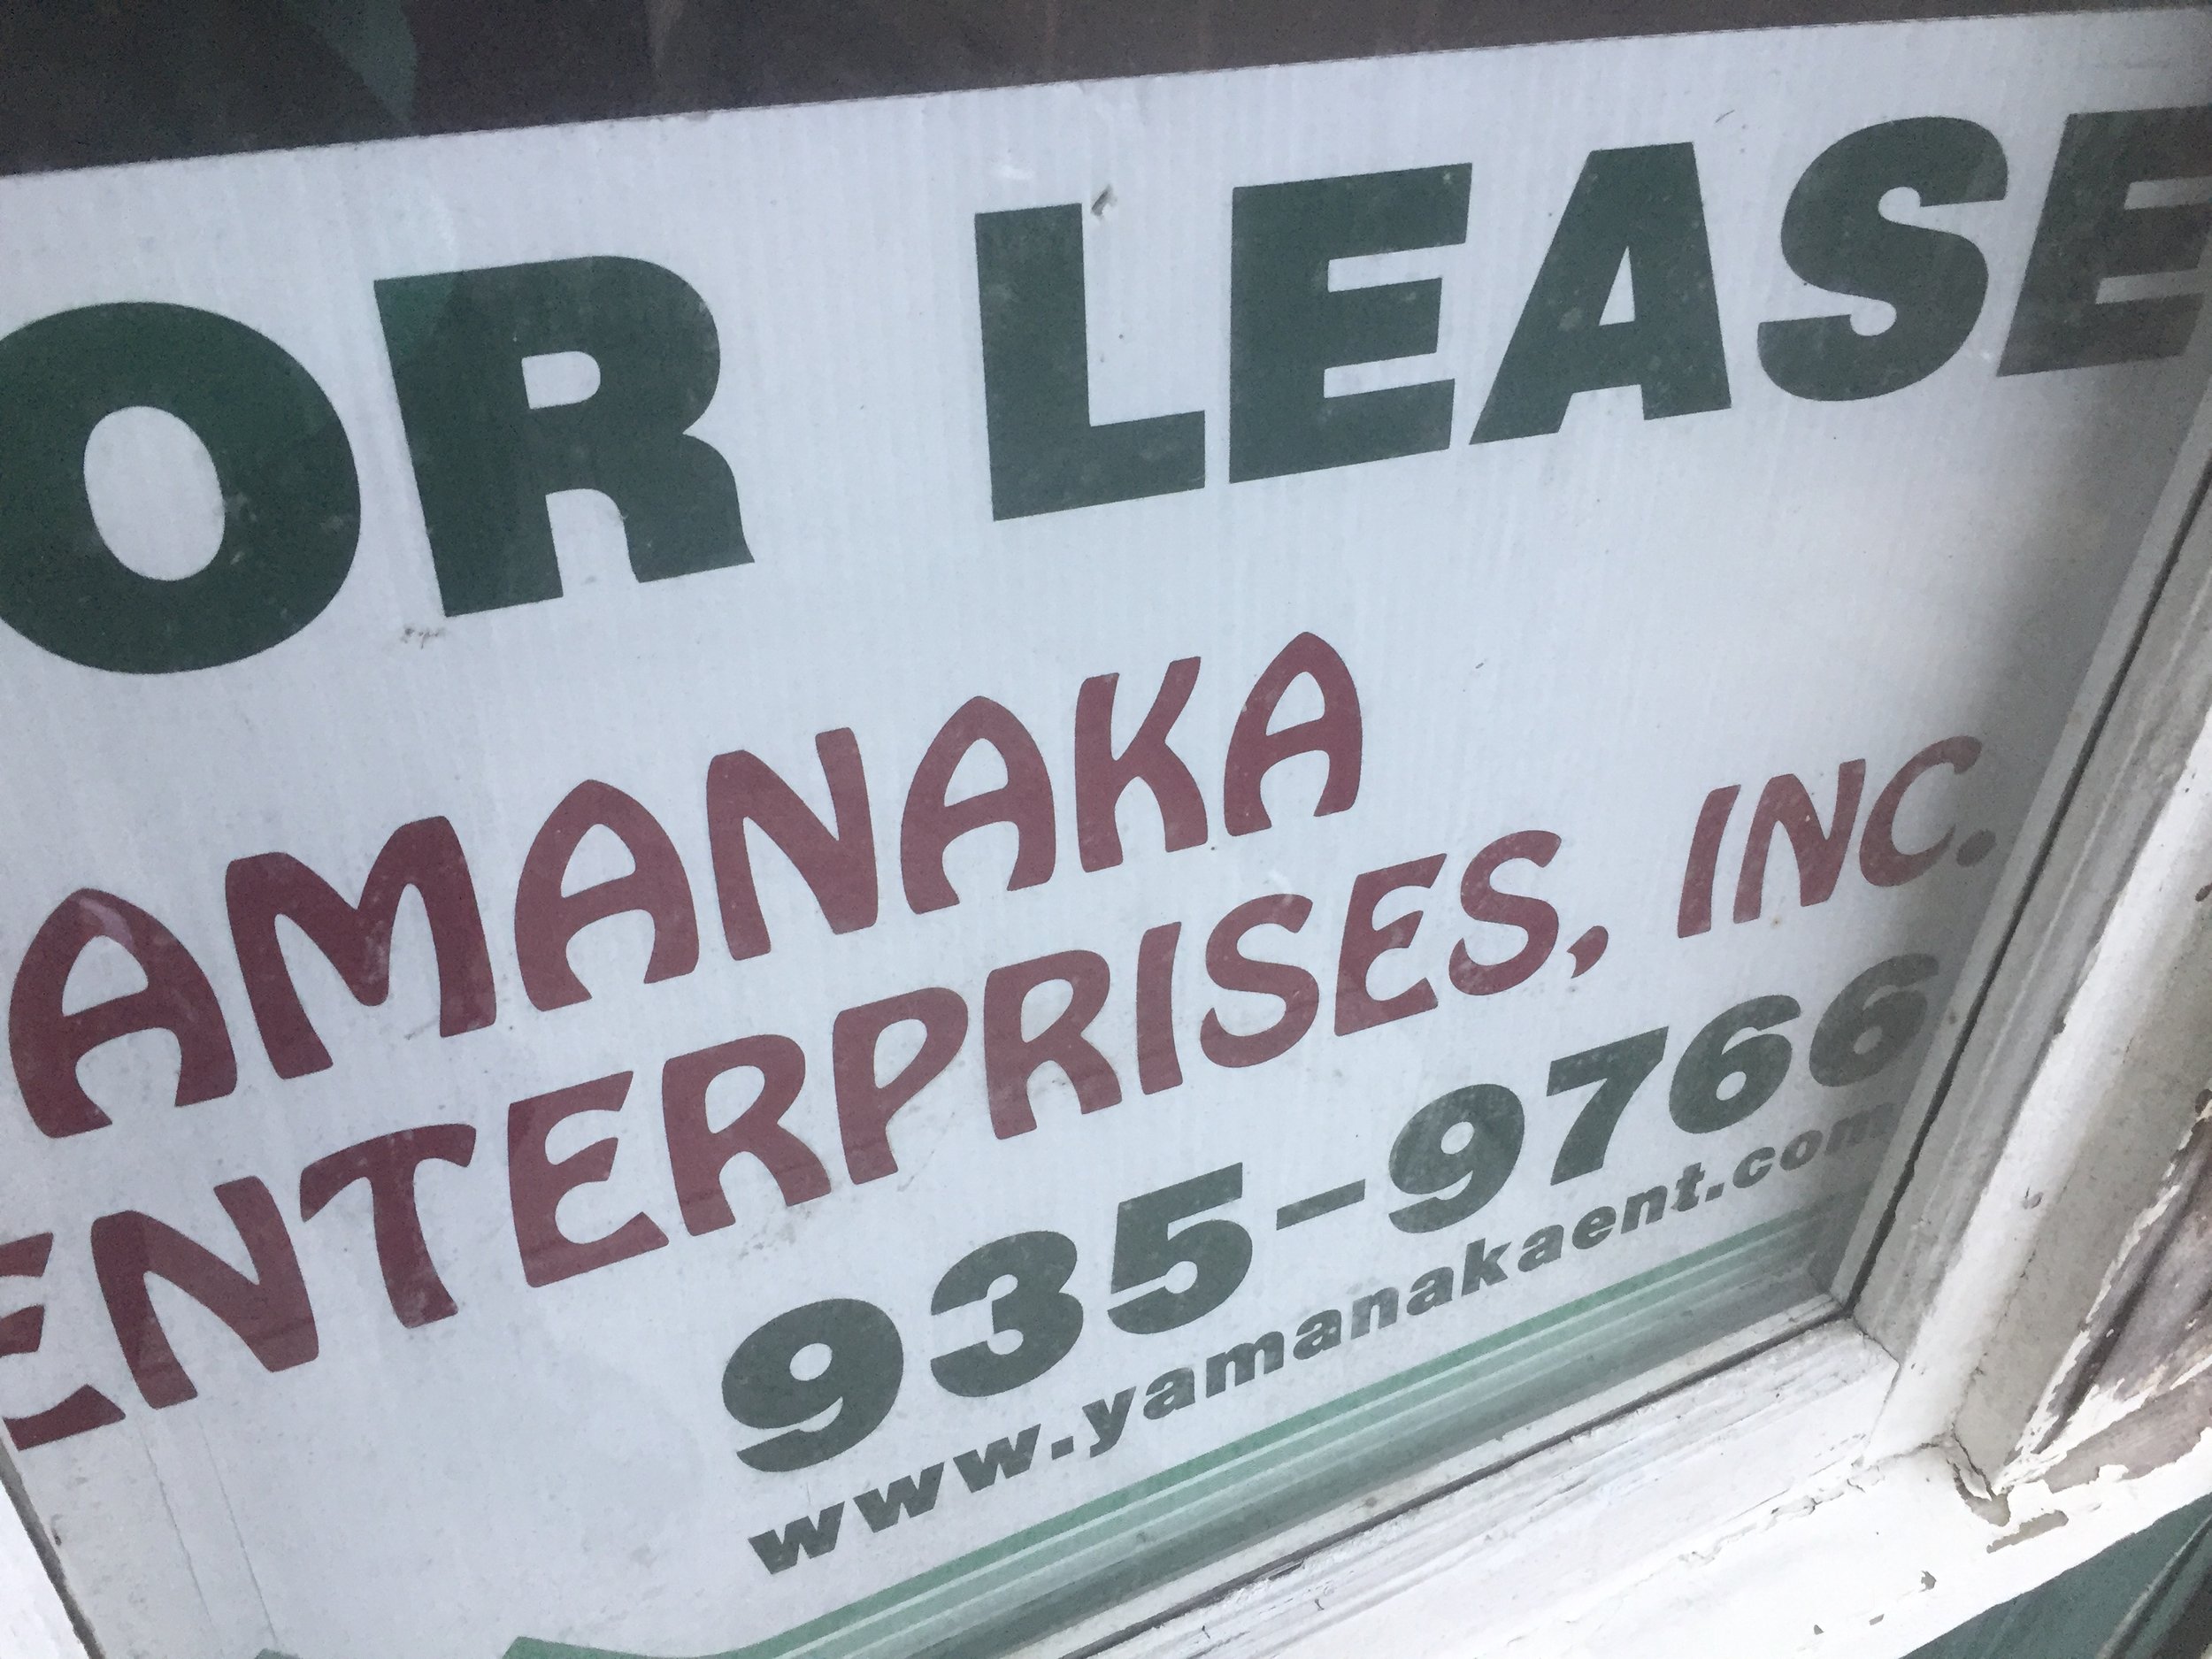 OR LEASE
AMANAKA
ENTERPRISES, INC.
935-9766
www.yamanakaent.com